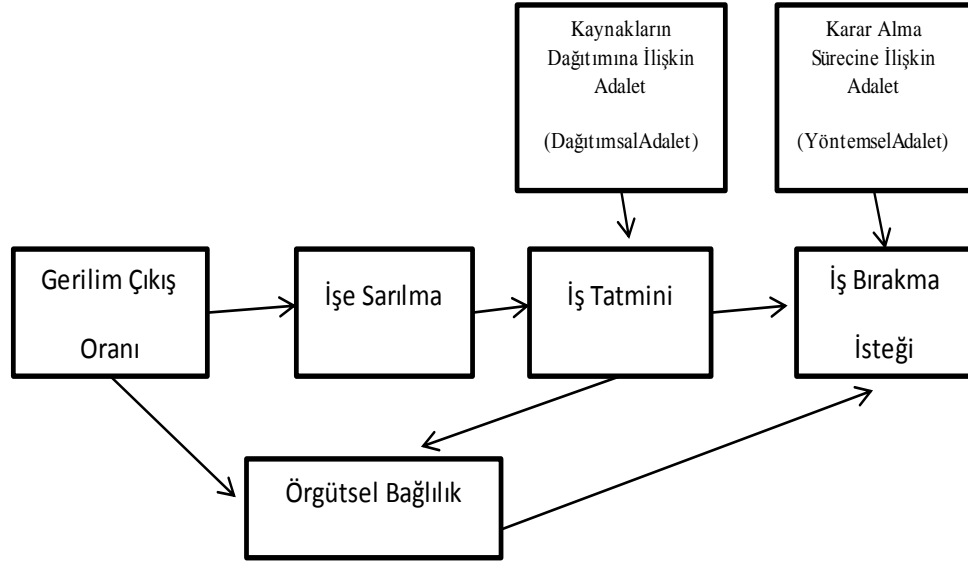 Kaynakların
Dağıtımına İlişkin
Adalet
(DağıtımsalAdalet)
Karar Alma
Sürecine İlişkin
Adalet
(YöntemselAdalet)
Gerilim Çıkış
Oranı
İşe Sarılma
İş Tatmini
İş Bırakma
İsteği
Örgütsel Bağlılık